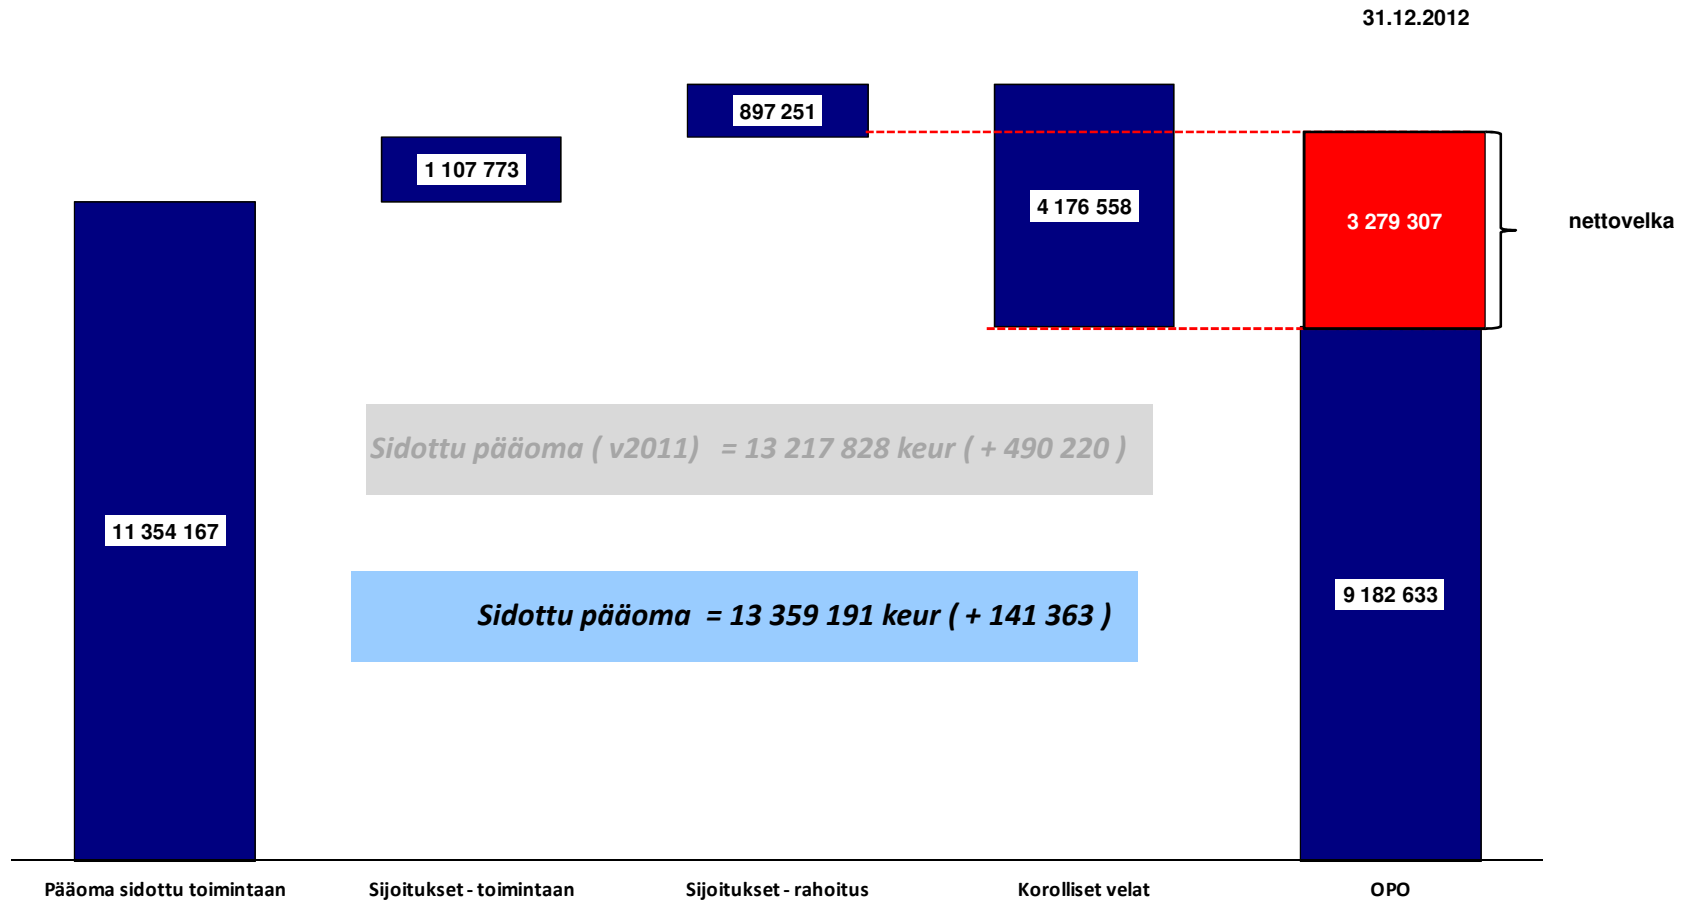 31.12.2012
897 251
1 107 773
4 176 558
3 279 307
nettovelka
Sidottu pääoma ( v2011) = 13 217 828 keur ( + 490 220 )
11 354 167
9 182 633
Sidottu pääoma = 13 359 191 keur ( + 141 363 )
Pääoma sidottu toimintaan
Sijoitukset - toimintaan
Sijoitukset - rahoitus
Korolliset velat
OPO